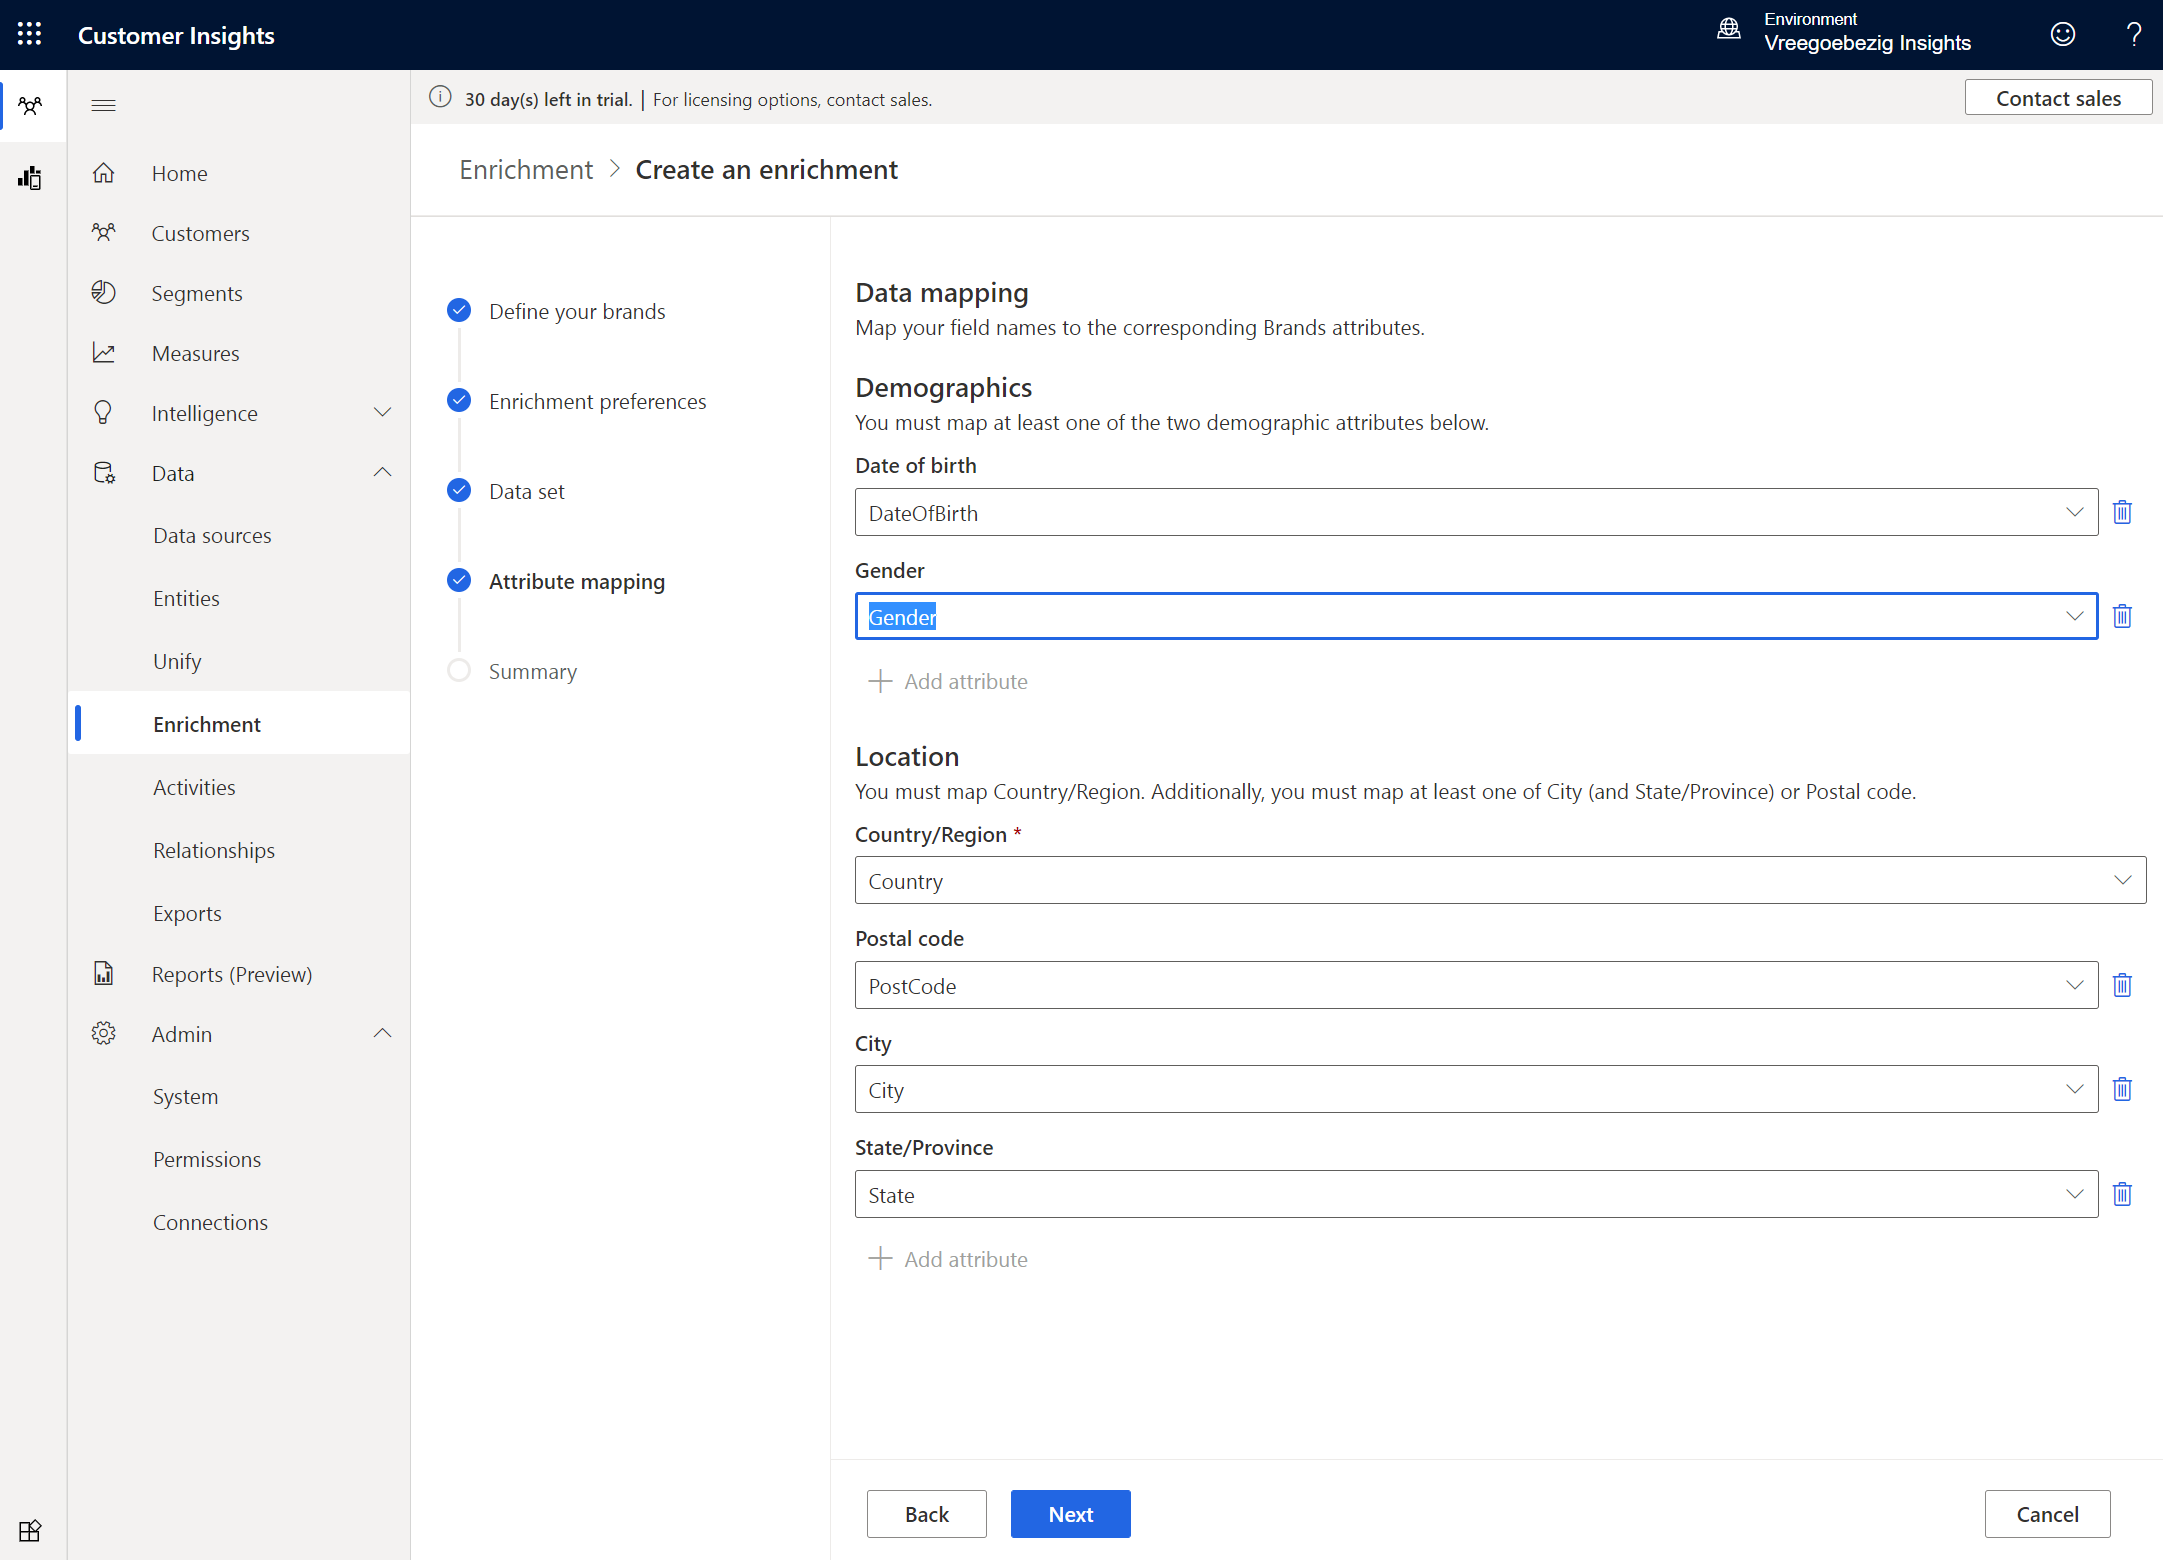 Customer Insights
Environment
Vreegoebezig Insights
?
30 day(s) left in trial. | For licensing options, contact sales.
Contact sales
Home
Customers
Segments
Measures
Intelligence
Data
Data sources
Entities
Unify
Enrichment
Activities
Relationships
Exports
Reports (Preview)
Admin
System
Permissions
Connections
Enrichment > Create an enrichment
Define your brands
Enrichment preferences
Data set
Attribute mapping
Summary
Data mapping
Map your field names to the corresponding Brands attributes.
Demographics
You must map at least one of the two demographic attributes below.
Date of birth
DateOfBirth
Gender
Gender
Add attribute
Location
You must map Country/Region. Additionally, you must map at least one of City (and State/Province) or Postal code.
Country/Region *
Country
Postal code
PostCode
City
City
State/Province
State
Add attribute
Back
Next
Cancel